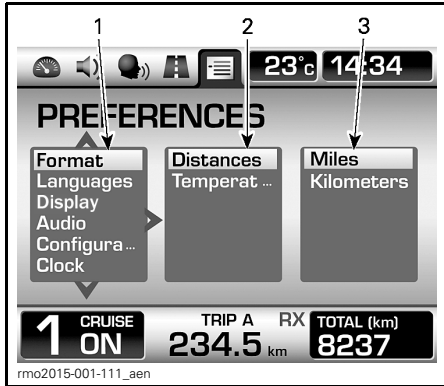 1 2 3
23°c 14:34
PREFERENCES
Format Distances Miles
Languages Temperat ... Kilometers
Display
Audio
Configura ...
Clock
1 CRUISE ON TRIP A 234.5 km RX TOTAL (km) 8237
rmo2015-001-111_aen